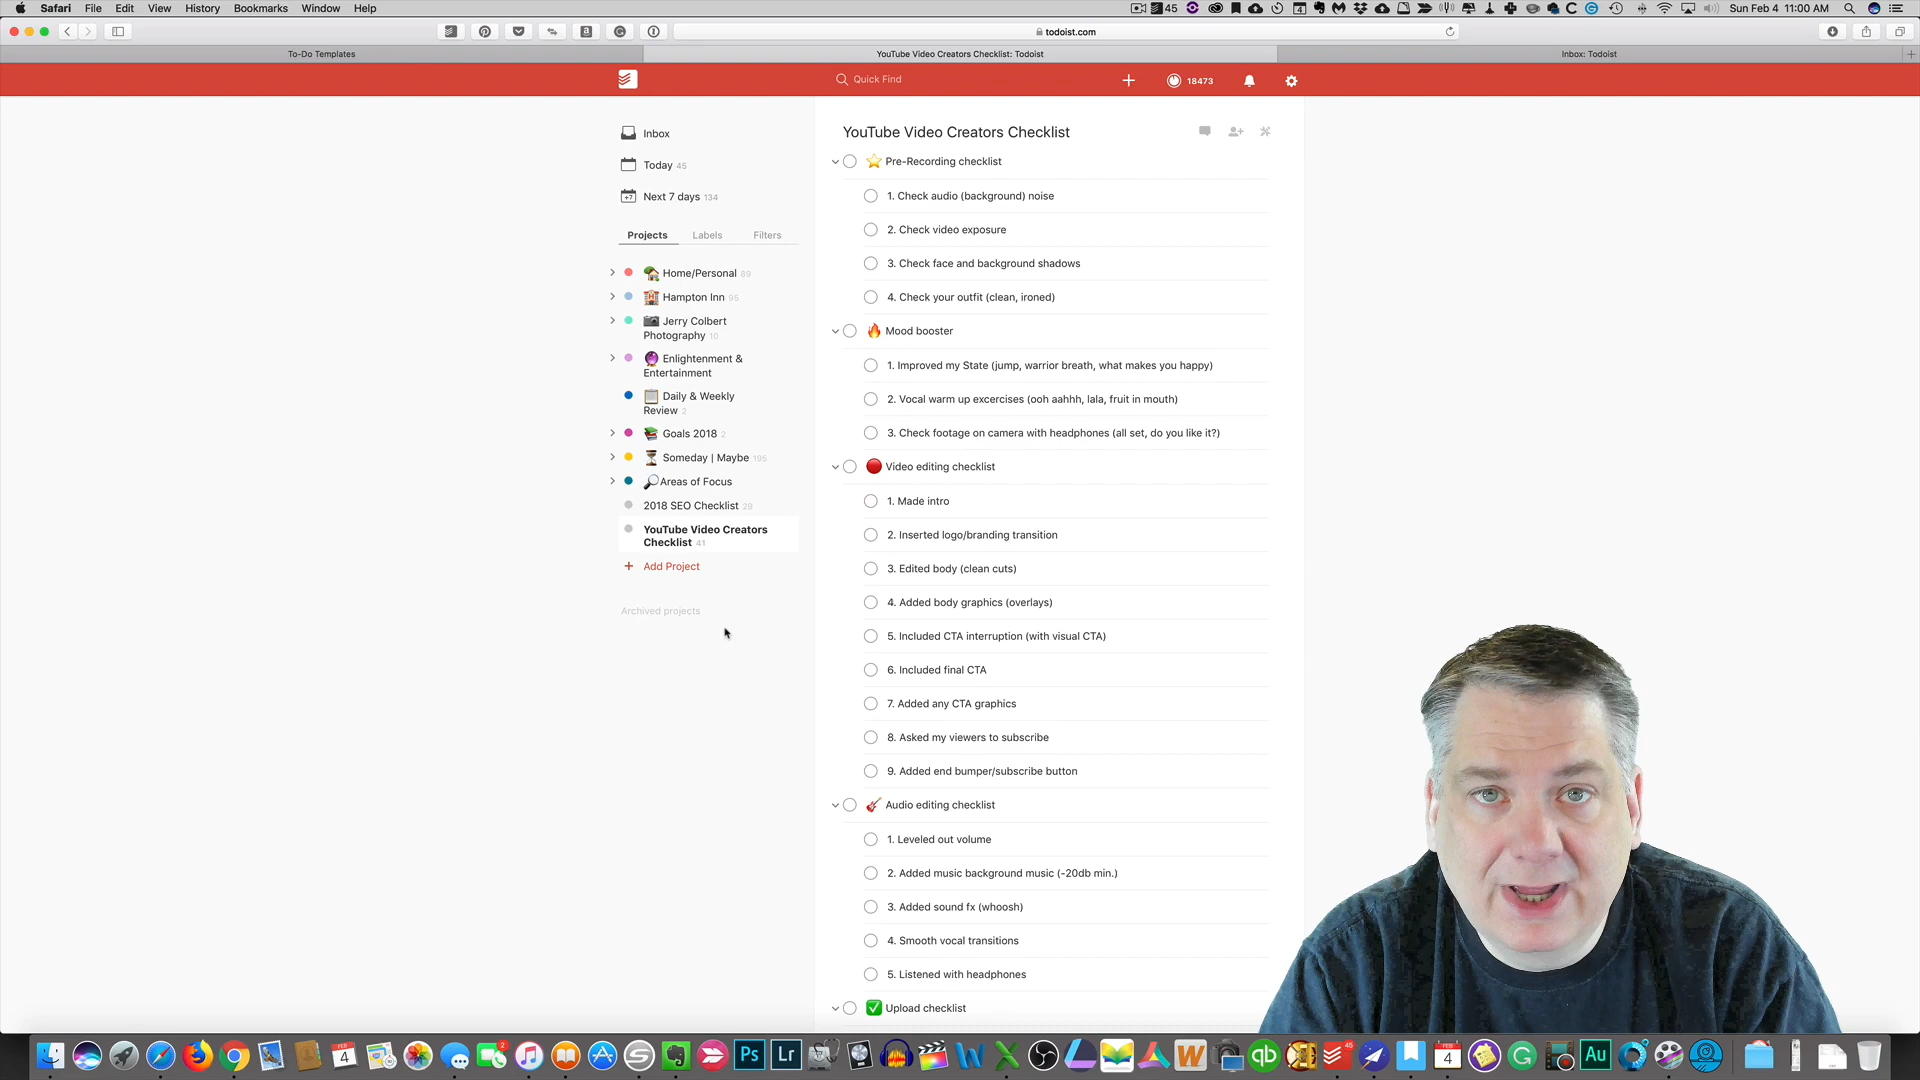 Safari File Edit View History Bookmarks Window Help
45
4
Sun Feb 4 11:00 AM
todoist.com
To-Do Templates
YouTube Video Creators Checklist: Todoist
Inbox: Todoist
Quick Find
18473
Inbox
Today 45
Next 7 days 134
Projects Labels Filters
Home/Personal 89
Hampton Inn 95
Jerry Colbert
Photography 10
Enlightenment &
Entertainment
Daily & Weekly
Review 2
Goals 2018 2
Someday | Maybe 195
Areas of Focus
2018 SEO Checklist 29
YouTube Video Creators
Checklist 41
+ Add Project
Archived projects
YouTube Video Creators Checklist
Pre-Recording checklist
1. Check audio (background) noise
2. Check video exposure
3. Check face and background shadows
4. Check your outfit (clean, ironed)
Mood booster
1. Improved my State (jump, warrior breath, what makes you happy)
2. Vocal warm up excercises (ooh aahhh, lala, fruit in mouth)
3. Check footage on camera with headphones (all set, do you like it?)
Video editing checklist
1. Made intro
2. Inserted logo/branding transition
3. Edited body (clean cuts)
4. Added body graphics (overlays)
5. Included CTA interruption (with visual CTA)
6. Included final CTA
7. Added any CTA graphics
8. Asked my viewers to subscribe
9. Added end bumper/subscribe button
Audio editing checklist
1. Leveled out volume
2. Added music background music (-20db min.)
3. Added sound fx (whoosh)
4. Smooth vocal transitions
5. Listened with headphones
Upload checklist
4
2
Ps
Lr
qb
45
4
Au